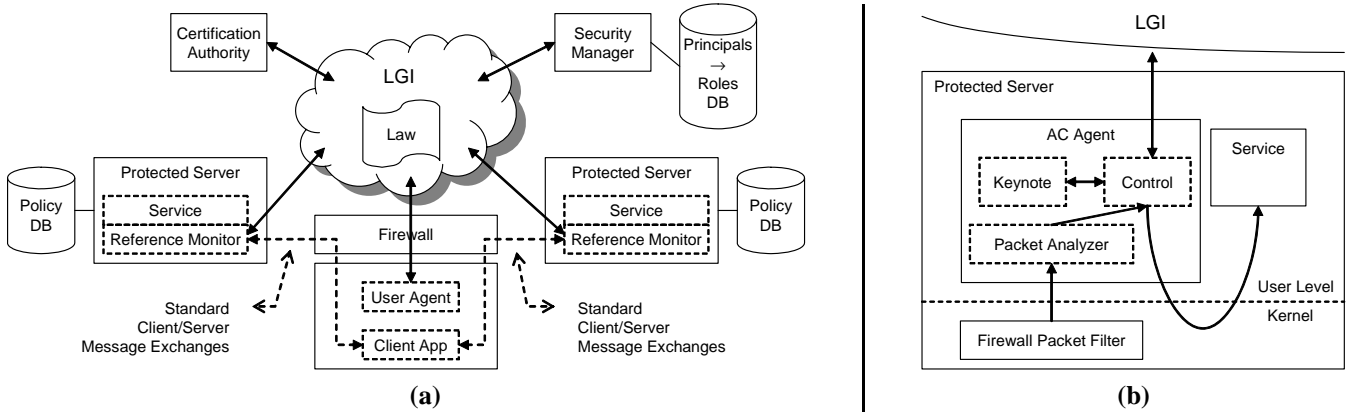 Certification
Authority
LGI
Law
Security
Manager
Principals
→
Roles
DB
Protected Server
Service
Reference Monitor
Policy
DB
Protected Server
Service
Reference Monitor
Policy
DB
Firewall
User Agent
Client App
Standard
Client/Server
Message Exchanges
Standard
Client/Server
Message Exchanges
(a)
LGI
Protected Server
AC Agent
Keynote
Control
Service
Packet Analyzer
User Level
Kernel
Firewall Packet Filter
(b)